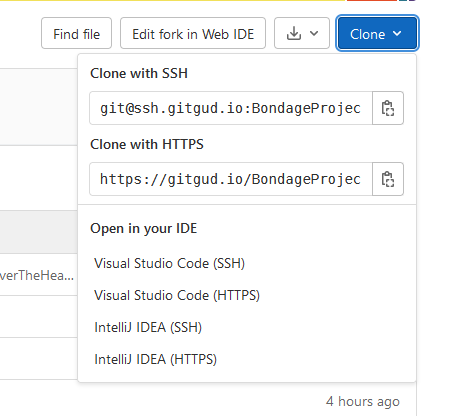 Find file
Edit fork in Web IDE
Clone
Clone with SSH
git@ssh.gitgud.io:BondageProjec
Clone with HTTPS
https://gitgud.io/BondageProjec
Open in your IDE
verTheHea...
Visual Studio Code (SSH)
Visual Studio Code (HTTPS)
IntelliJ IDEA (SSH)
IntelliJ IDEA (HTTPS)
4 hours ago